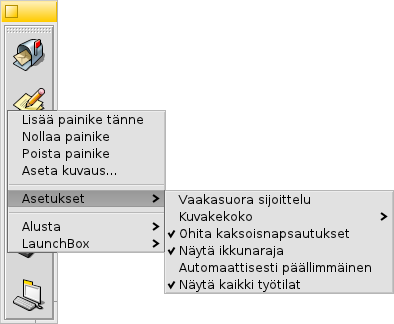 Lisää painike tänne
Nollaa painike
Poista painike
Aseta kuvaus...
Asetukset
Alusta
LaunchBox
Vaakasuora sijoittelu
Kuvakekoko
Ohita kaksoisnapsautukset
Näytä ikkunaraja
Automaattisesti päällimmäinen
Näytä kaikki työtilat